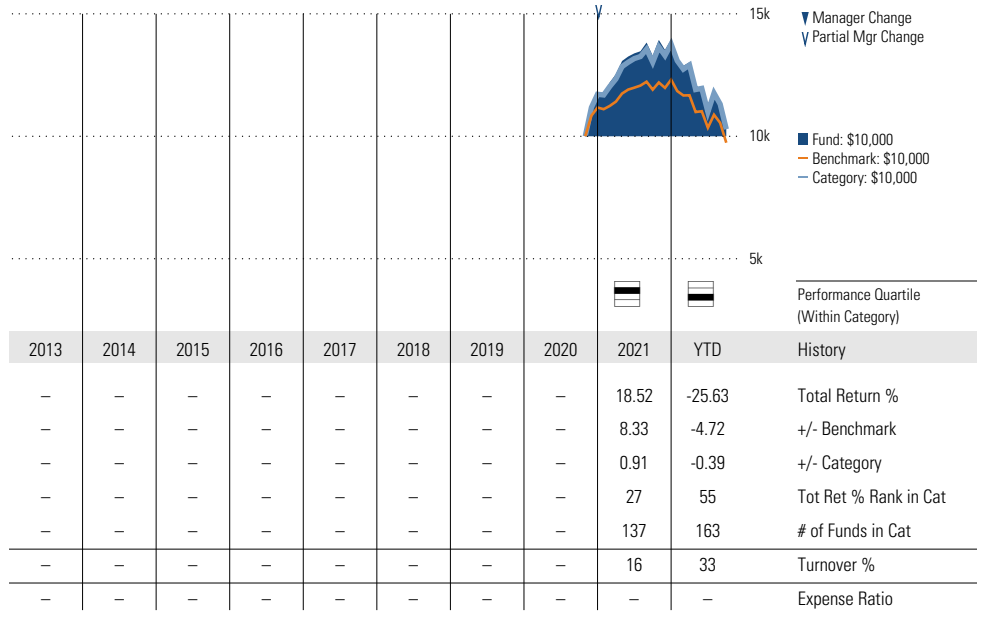 15k
▼ Manager Change
∨ Partial Mgr Change
10k
Fund: $10,000
Benchmark: $10,000
Category: $10,000
5k
Performance Quartile
(Within Category)
2013 2014 2015 2016 2017 2018 2019 2020 2021 YTD History
– – – – – – – – 18.52 -25.63 Total Return %
– – – – – – – – 8.33 -4.72 +/- Benchmark
– – – – – – – – 0.91 -0.39 +/- Category
– – – – – – – – 27 55 Tot Ret % Rank in Cat
– – – – – – – – 137 163 # of Funds in Cat
– – – – – – – – 16 33 Turnover %
– – – – – – – – – – Expense Ratio